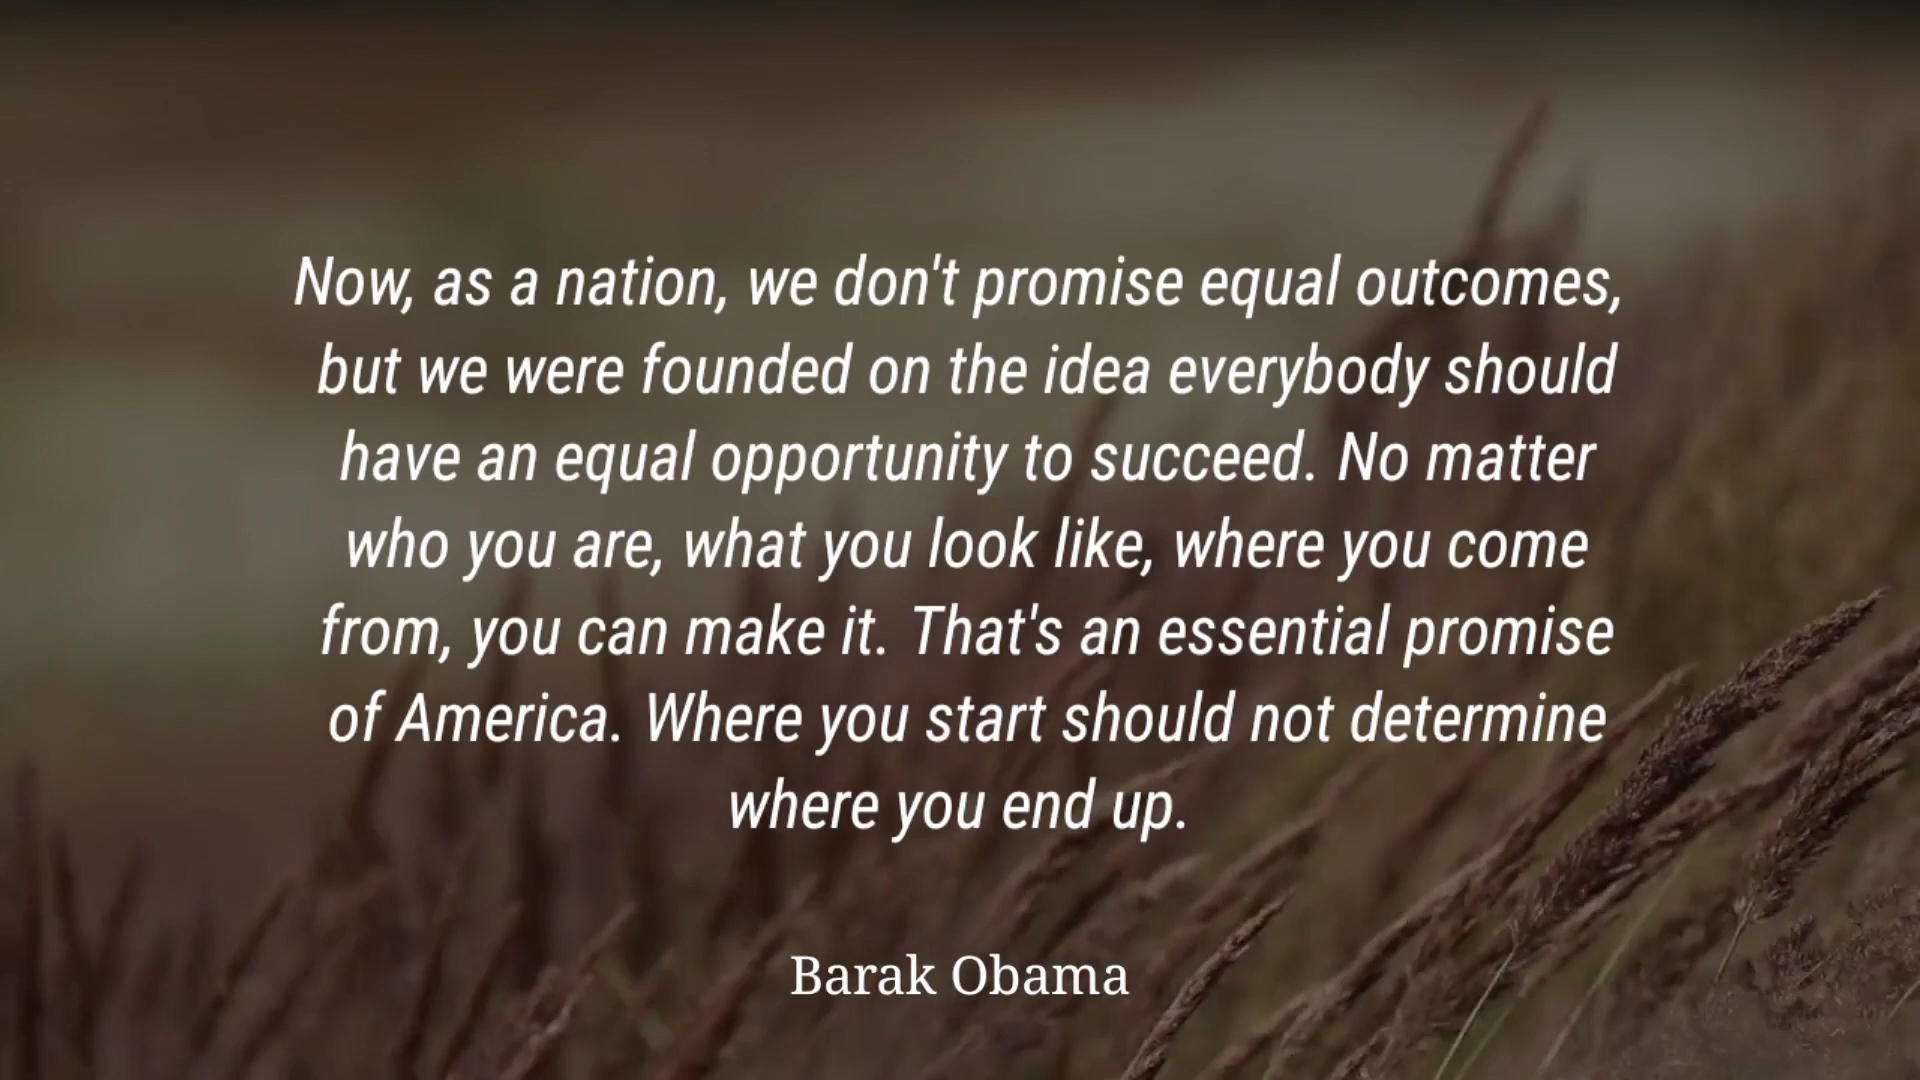 Now, as a nation, we don't promise equal outcomes,
but we were founded on the idea everybody should
have an equal opportunity to succeed. No matter
who you are, what you look like, where you come
from, you can make it. That's an essential promise
of America. Where you start should not determine
where you end up.
Barak Obama